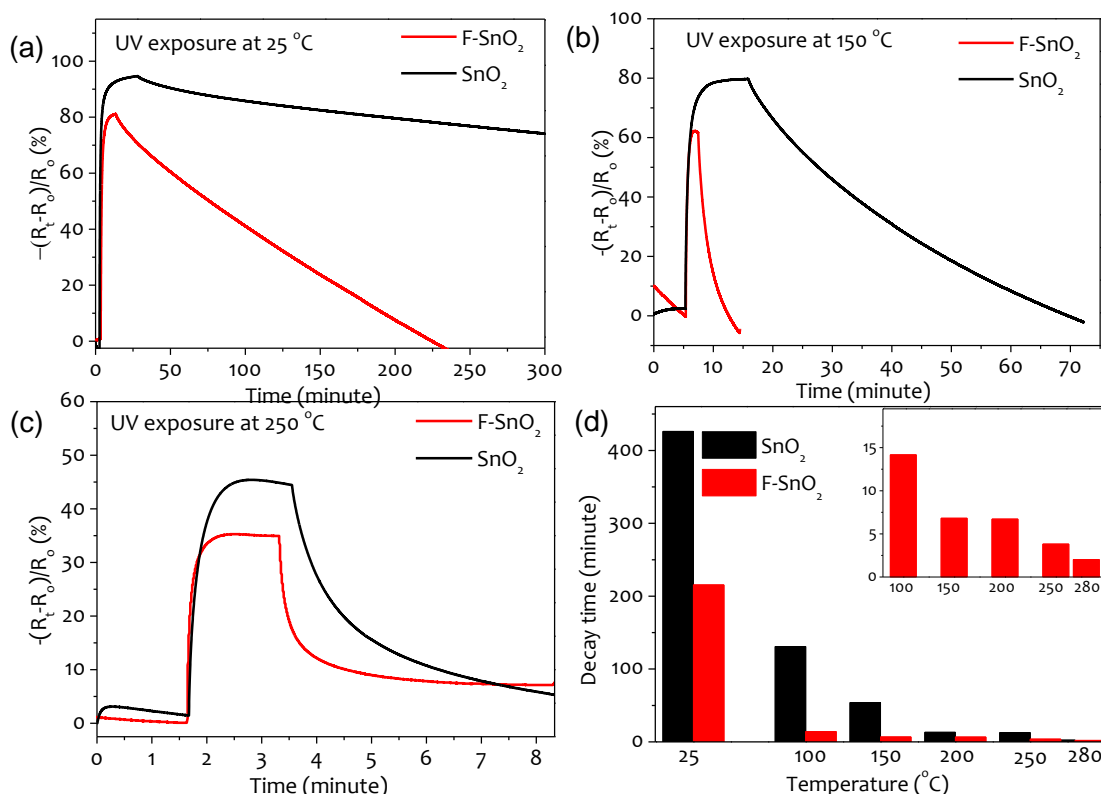 (a)
UV exposure at 25 °C
F-SnO2
SnO2
–(Rt-Ro)/Ro (%)
100
80
60
40
20
0
0 50 100 150 200 250 300
Time (minute)
(b)
UV exposure at 150 °C
F-SnO2
SnO2
-(Rt-Ro)/Ro (%)
100
80
60
40
20
0
0 10 20 30 40 50 60 70
Time (minute)
(c)
UV exposure at 250 °C
F-SnO2
SnO2
-(Rt-Ro)/Ro (%)
60
50
40
30
20
10
0
0 1 2 3 4 5 6 7 8
Time (minute)
(d)
SnO2
F-SnO2
Decay time (minute)
400
300
200
100
0
25 100 150 200 250 280
Temperature (°C)
15
10
5
0
100 150 200 250 280